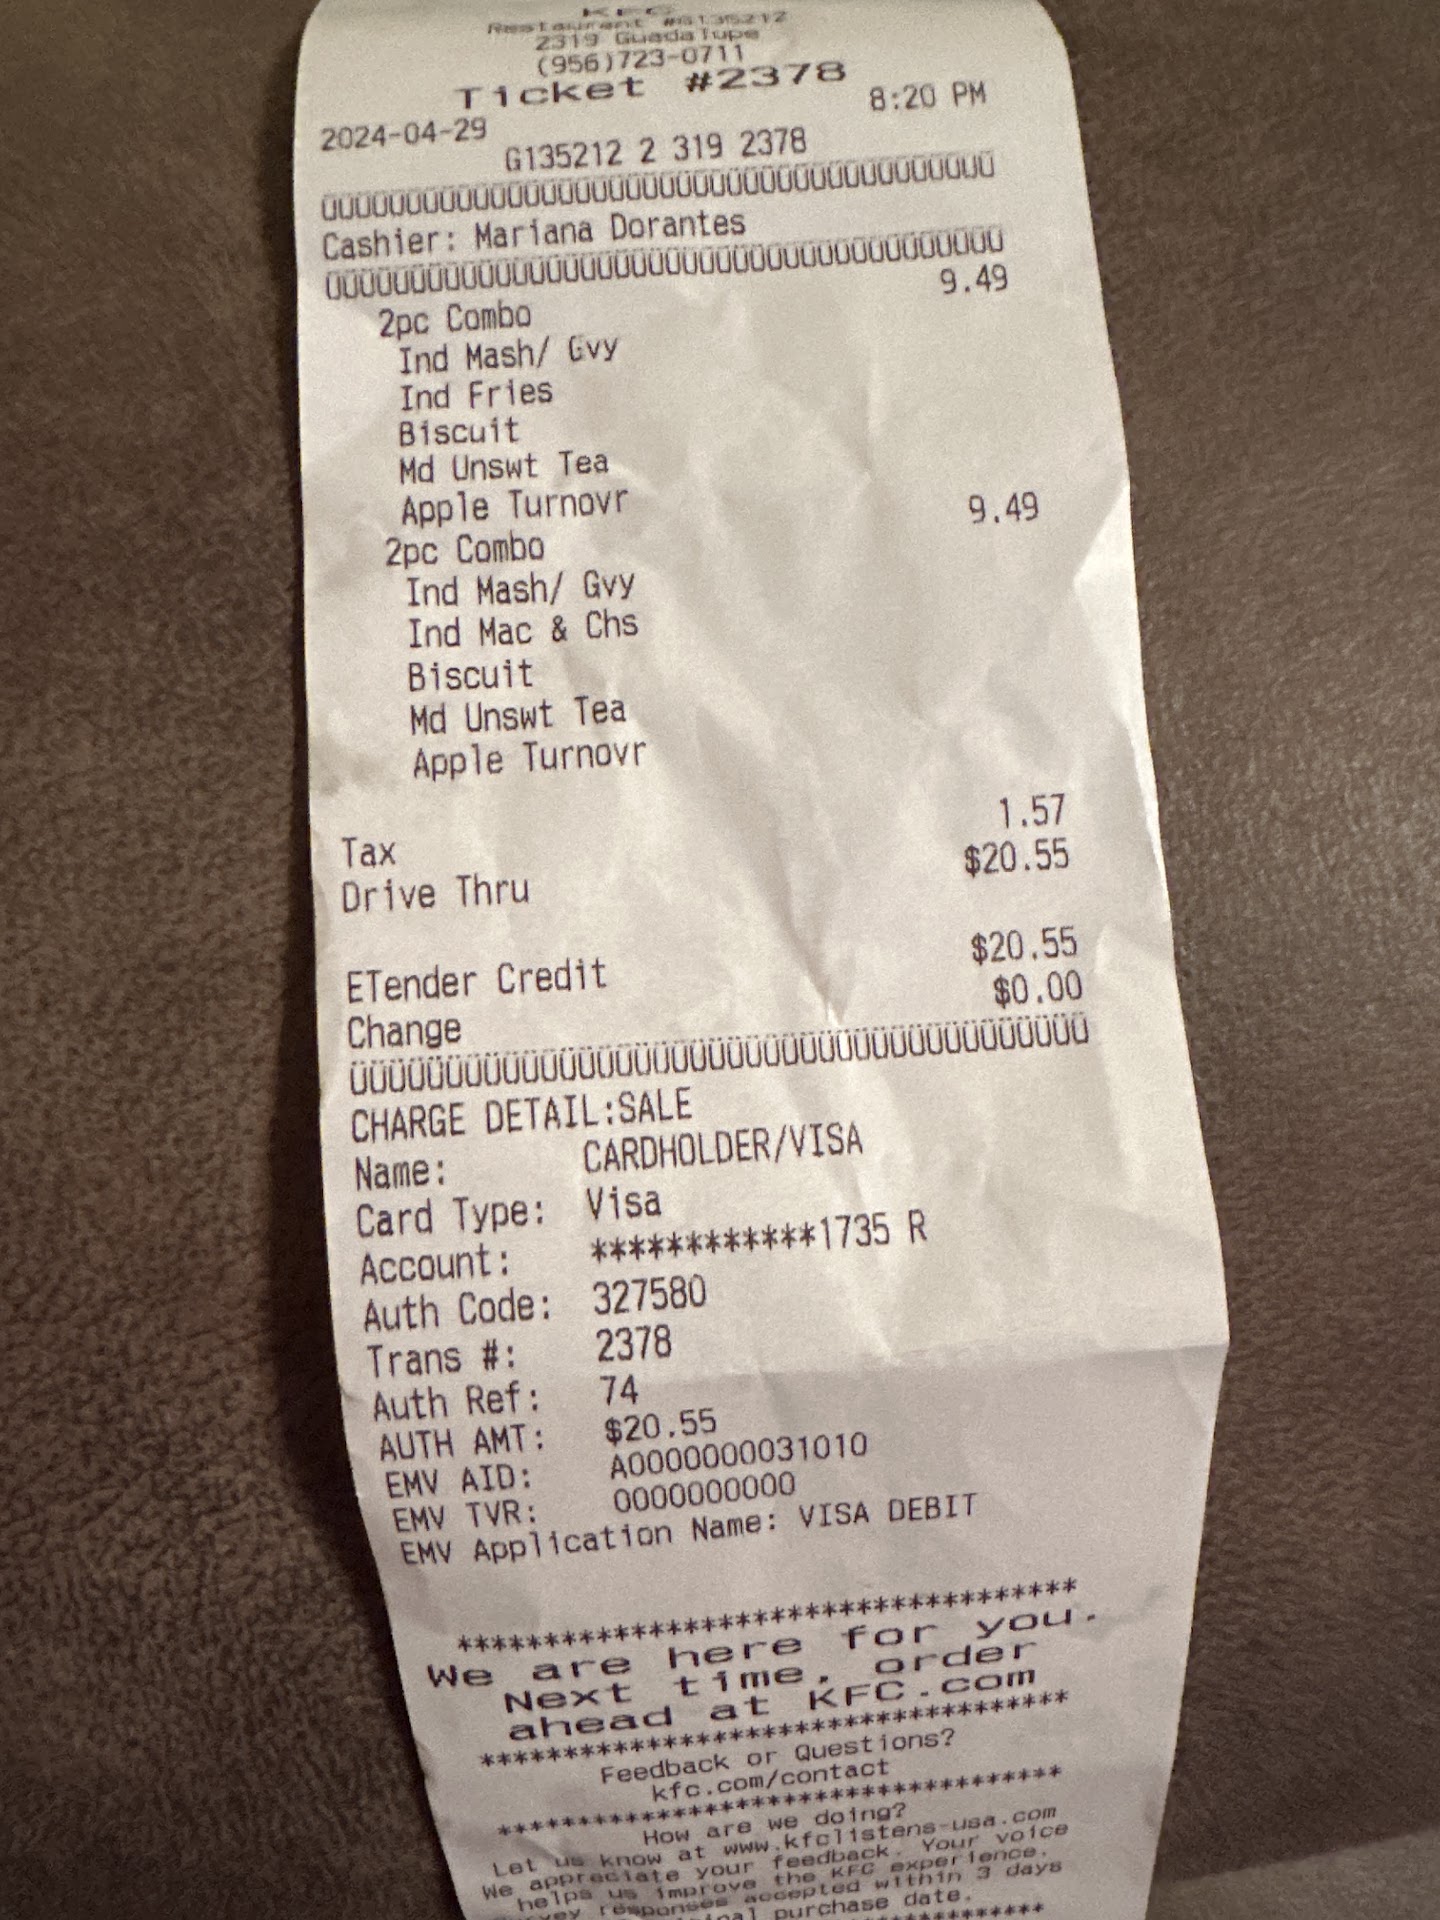 KFC
Restaurant #G135212
2319 Guadalupe
(956)723-0711
Ticket #2378
2024-04-29 8:20 PM
G135212 2 319 2378
ÜÜÜÜÜÜÜÜÜÜÜÜÜÜÜÜÜÜÜÜÜÜÜÜÜÜÜÜÜÜÜÜÜÜÜÜÜÜÜÜ
Cashier: Mariana Dorantes
ÜÜÜÜÜÜÜÜÜÜÜÜÜÜÜÜÜÜÜÜÜÜÜÜÜÜÜÜÜÜÜÜÜÜÜÜÜÜÜÜ
2pc Combo 9.49
Ind Mash/ Gvy
Ind Fries
Biscuit
Md Unswt Tea
Apple Turnovr
2pc Combo 9.49
Ind Mash/ Gvy
Ind Mac & Chs
Biscuit
Md Unswt Tea
Apple Turnovr
Tax 1.57
Drive Thru $20.55
ETender Credit $20.55
Change $0.00
ÜÜÜÜÜÜÜÜÜÜÜÜÜÜÜÜÜÜÜÜÜÜÜÜÜÜÜÜÜÜÜÜÜÜÜÜÜÜÜÜ
CHARGE DETAIL:SALE
Name: CARDHOLDER/VISA
Card Type: Visa
Account: ************1735 R
Auth Code: 327580
Trans #: 2378
Auth Ref: 74
AUTH AMT: $20.55
EMV AID: A0000000031010
EMV TVR: 0000000000
EMV Application Name: VISA DEBIT
************************************
We are here for you.
Next time, order
ahead at KFC.com
************************************
Feedback or Questions?
kfc.com/contact
************************************
How are we doing?
Let us know at www.kfclistens-usa.com
We appreciate your feedback. Your voice
helps us improve the KFC experience.
responses accepted within 3 days
purchase date.